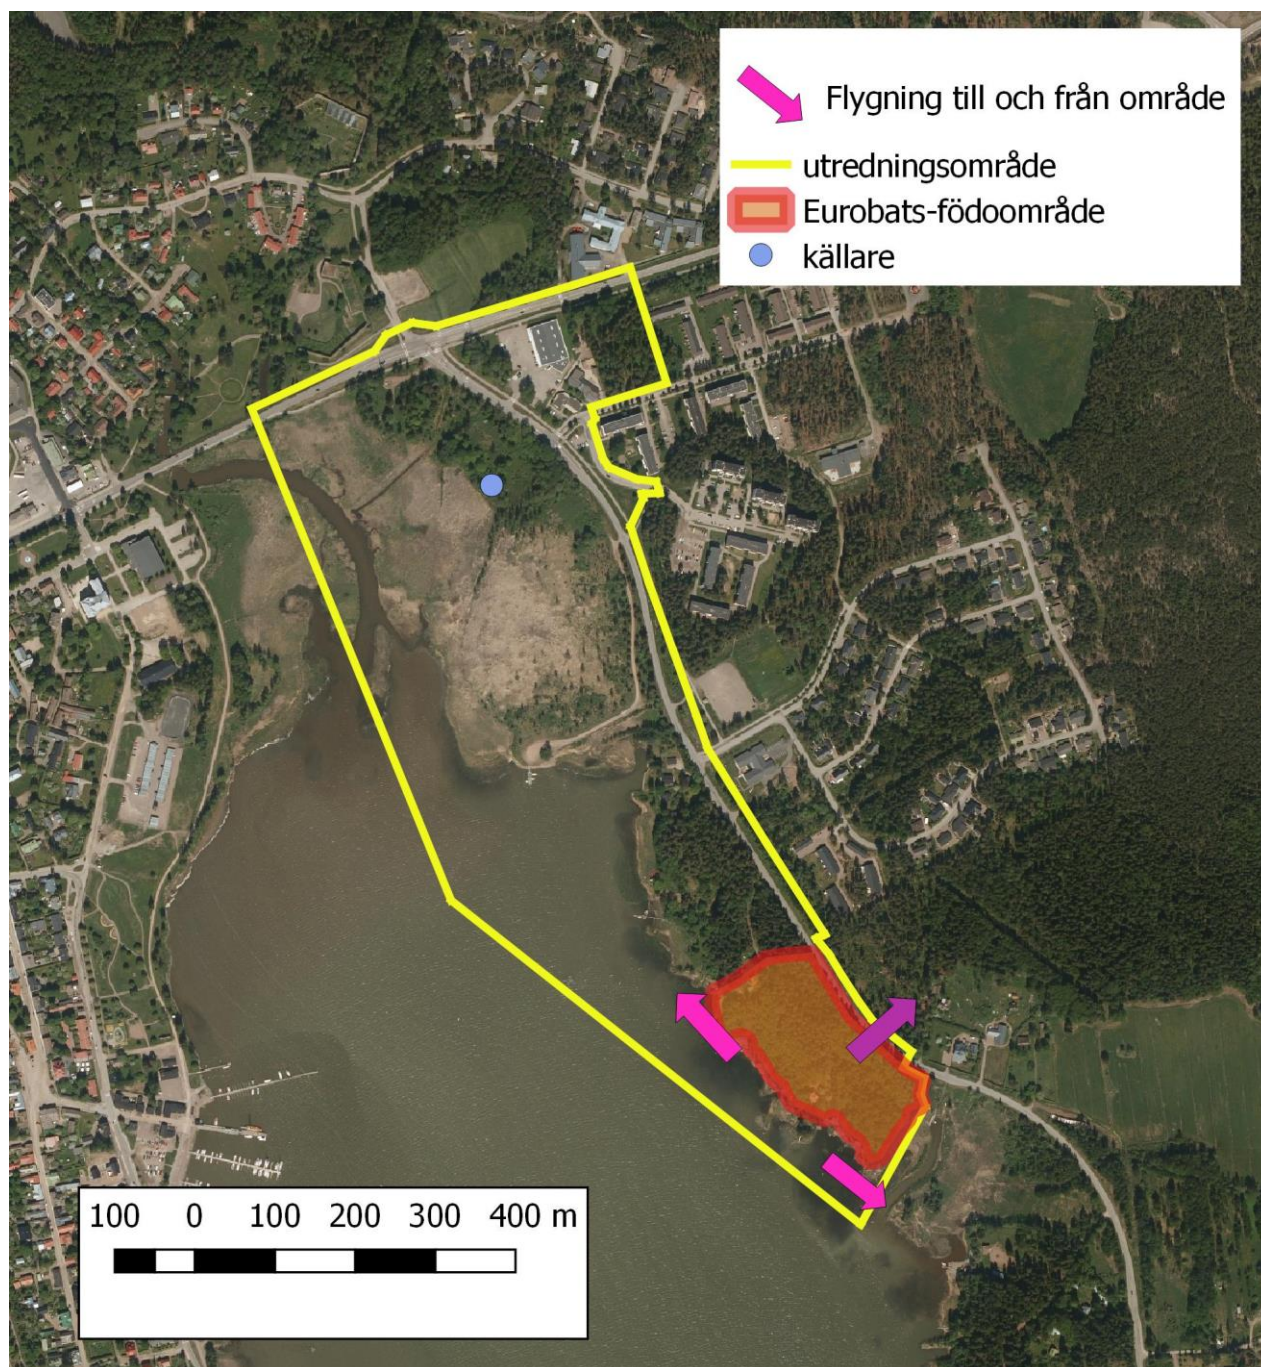 Flygning till och från område
utredningsområde
Eurobats-födoområde
källare
100 0 100 200 300 400 m